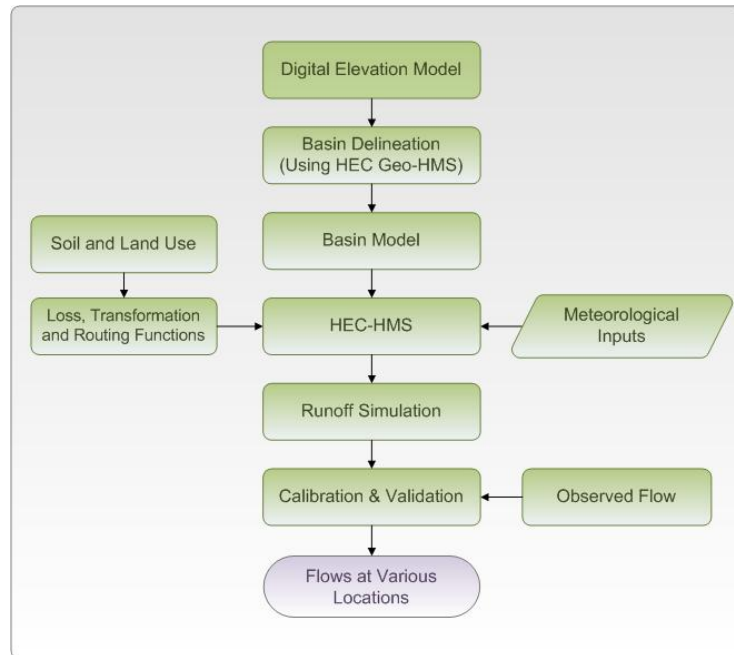 Digital Elevation Model
Basin Delineation
(Using HEC Geo-HMS)
Soil and Land Use
Basin Model
Loss, Transformation
and Routing Functions
HEC-HMS
Meteorological
Inputs
Runoff Simulation
Calibration & Validation
Observed Flow
Flows at Various
Locations